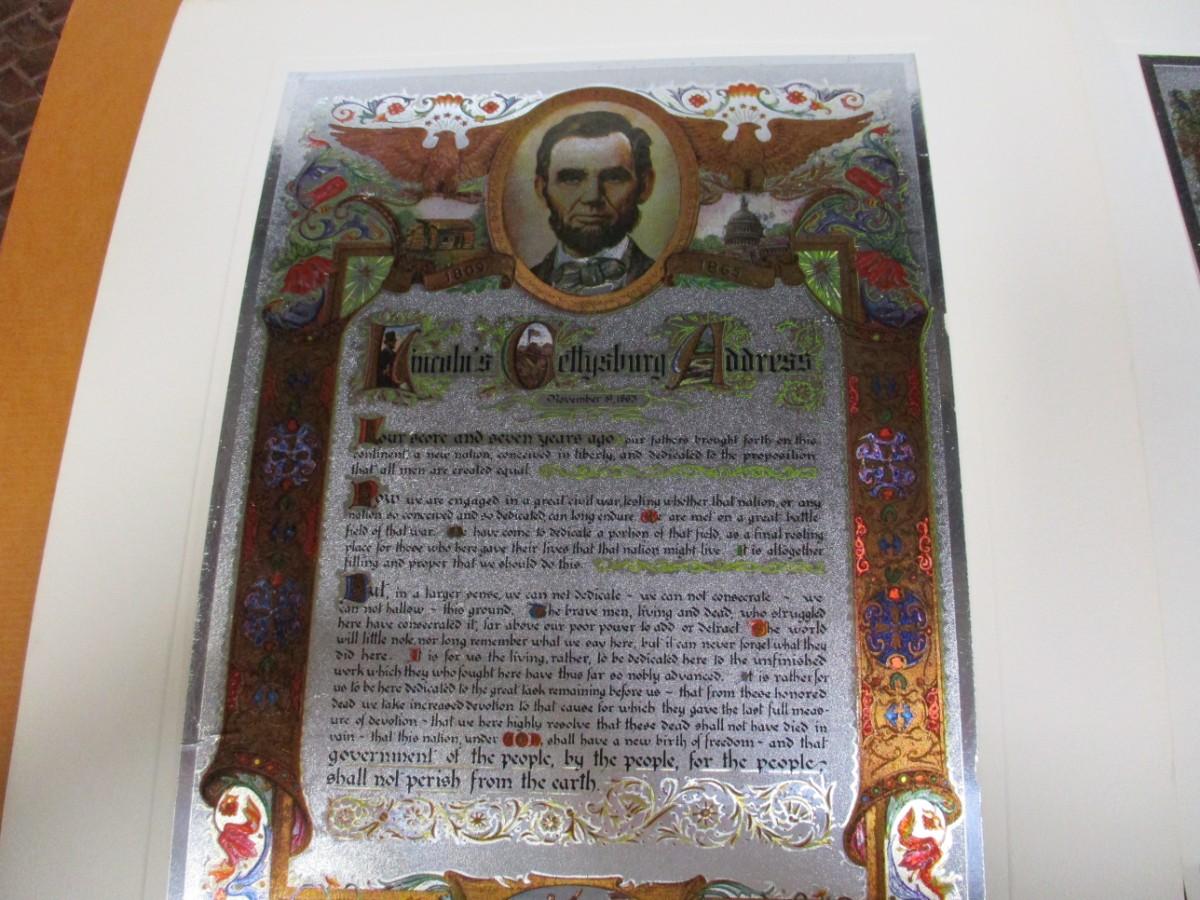 1809 1865
Lincoln's Gettysburg Address
November 19, 1863
Four score and seven years ago our fathers brought forth on this
continent, a new nation, conceived in liberty, and dedicated to the proposition
that all men are created equal.
Now we are engaged in a great civil war, testing whether that nation, or any
nation so conceived and so dedicated, can long endure. We are met on a great battle
field of that war. We have come to dedicate a portion of that field, as a final resting
place for those who here gave their lives that that nation might live. It is altogether
fitting and proper that we should do this.
But, in a larger sense, we can not dedicate - we can not consecrate - we
can not hallow - this ground. The brave men, living and dead, who struggled
here have consecrated it, far above our poor power to add or detract. The world
will little note, nor long remember what we say here, but it can never forget what they
did here. It is for us the living, rather, to be dedicated here to the unfinished
work which they who fought here have thus far so nobly advanced. It is rather for
us to be here dedicated to the great task remaining before us - that from these honored
dead we take increased devotion to that cause for which they gave the last full meas-
ure of devotion - that we here highly resolve that these dead shall not have died in
vain - that this nation, under God, shall have a new birth of freedom - and that
government of the people, by the people, for the people,
shall not perish from the earth.